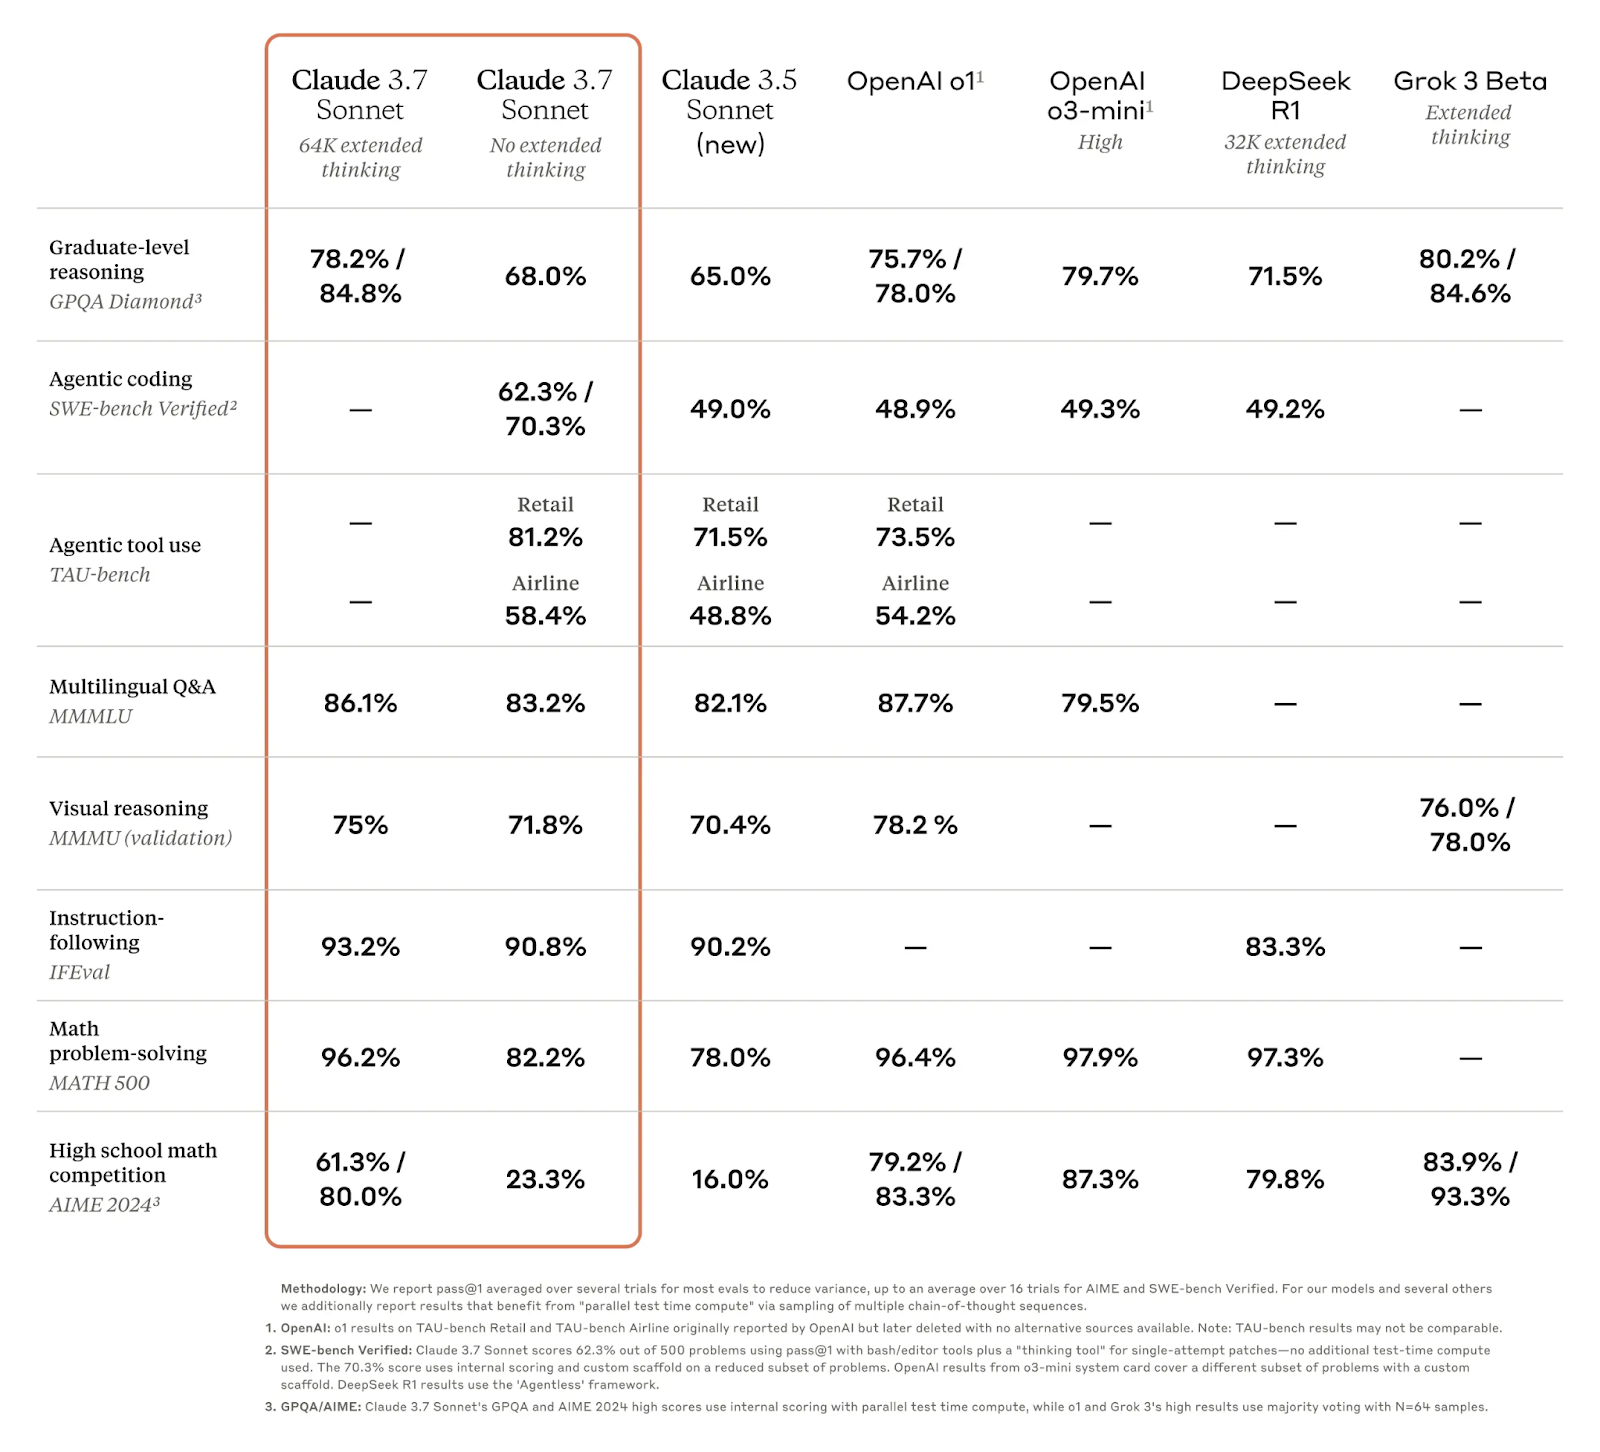 Claude 3.7 Sonnet
64K extended thinking
Claude 3.7 Sonnet
No extended thinking
Claude 3.5 Sonnet (new)
OpenAI o1¹
OpenAI o3-mini¹
High
DeepSeek R1
32K extended thinking
Grok 3 Beta
Extended thinking
Graduate-level
reasoning
GPQA Diamond³
78.2% /
84.8%
68.0%
65.0%
75.7% /
78.0%
79.7%
71.5%
80.2% /
84.6%
Agentic coding
SWE-bench Verified²
—
62.3% /
70.3%
49.0%
48.9%
49.3%
49.2%
—
Agentic tool use
TAU-bench
—
Retail
81.2%
Retail
71.5%
Retail
73.5%
—
—
—
—
Airline
58.4%
Airline
48.8%
Airline
54.2%
—
—
—
Multilingual Q&A
MMMLU
86.1%
83.2%
82.1%
87.7%
79.5%
—
—
Visual reasoning
MMMU (validation)
75%
71.8%
70.4%
78.2 %
—
—
76.0% /
78.0%
Instruction-
following
IFEval
93.2%
90.8%
90.2%
—
—
83.3%
—
Math
problem-solving
MATH 500
96.2%
82.2%
78.0%
96.4%
97.9%
97.3%
—
High school math
competition
AIME 2024³
61.3% /
80.0%
23.3%
16.0%
79.2% /
83.3%
87.3%
79.8%
83.9% /
93.3%
Methodology: We report pass@1 averaged over several trials for most evals to reduce variance, up to an average over 16 trials for AIME and SWE-bench Verified. For our models and several others
we additionally report results that benefit from "parallel test time compute" via sampling of multiple chain-of-thought sequences.
1. OpenAI: o1 results on TAU-bench Retail and TAU-bench Airline originally reported by OpenAI but later deleted with no alternative sources available. Note: TAU-bench results may not be comparable.
2. SWE-bench Verified: Claude 3.7 Sonnet scores 62.3% out of 500 problems using pass@1 with bash/editor tools plus a "thinking tool" for single-attempt patches—no additional test-time compute
used. The 70.3% score uses internal scoring and custom scaffold on a reduced subset of problems. OpenAI results from o3-mini system card cover a different subset of problems with a custom
scaffold. DeepSeek R1 results use the 'Agentless' framework.
3. GPQA/AIME: Claude 3.7 Sonnet's GPQA and AIME 2024 high scores use internal scoring with parallel test time compute, while o1 and Grok 3's high results use majority voting with N=64 samples.